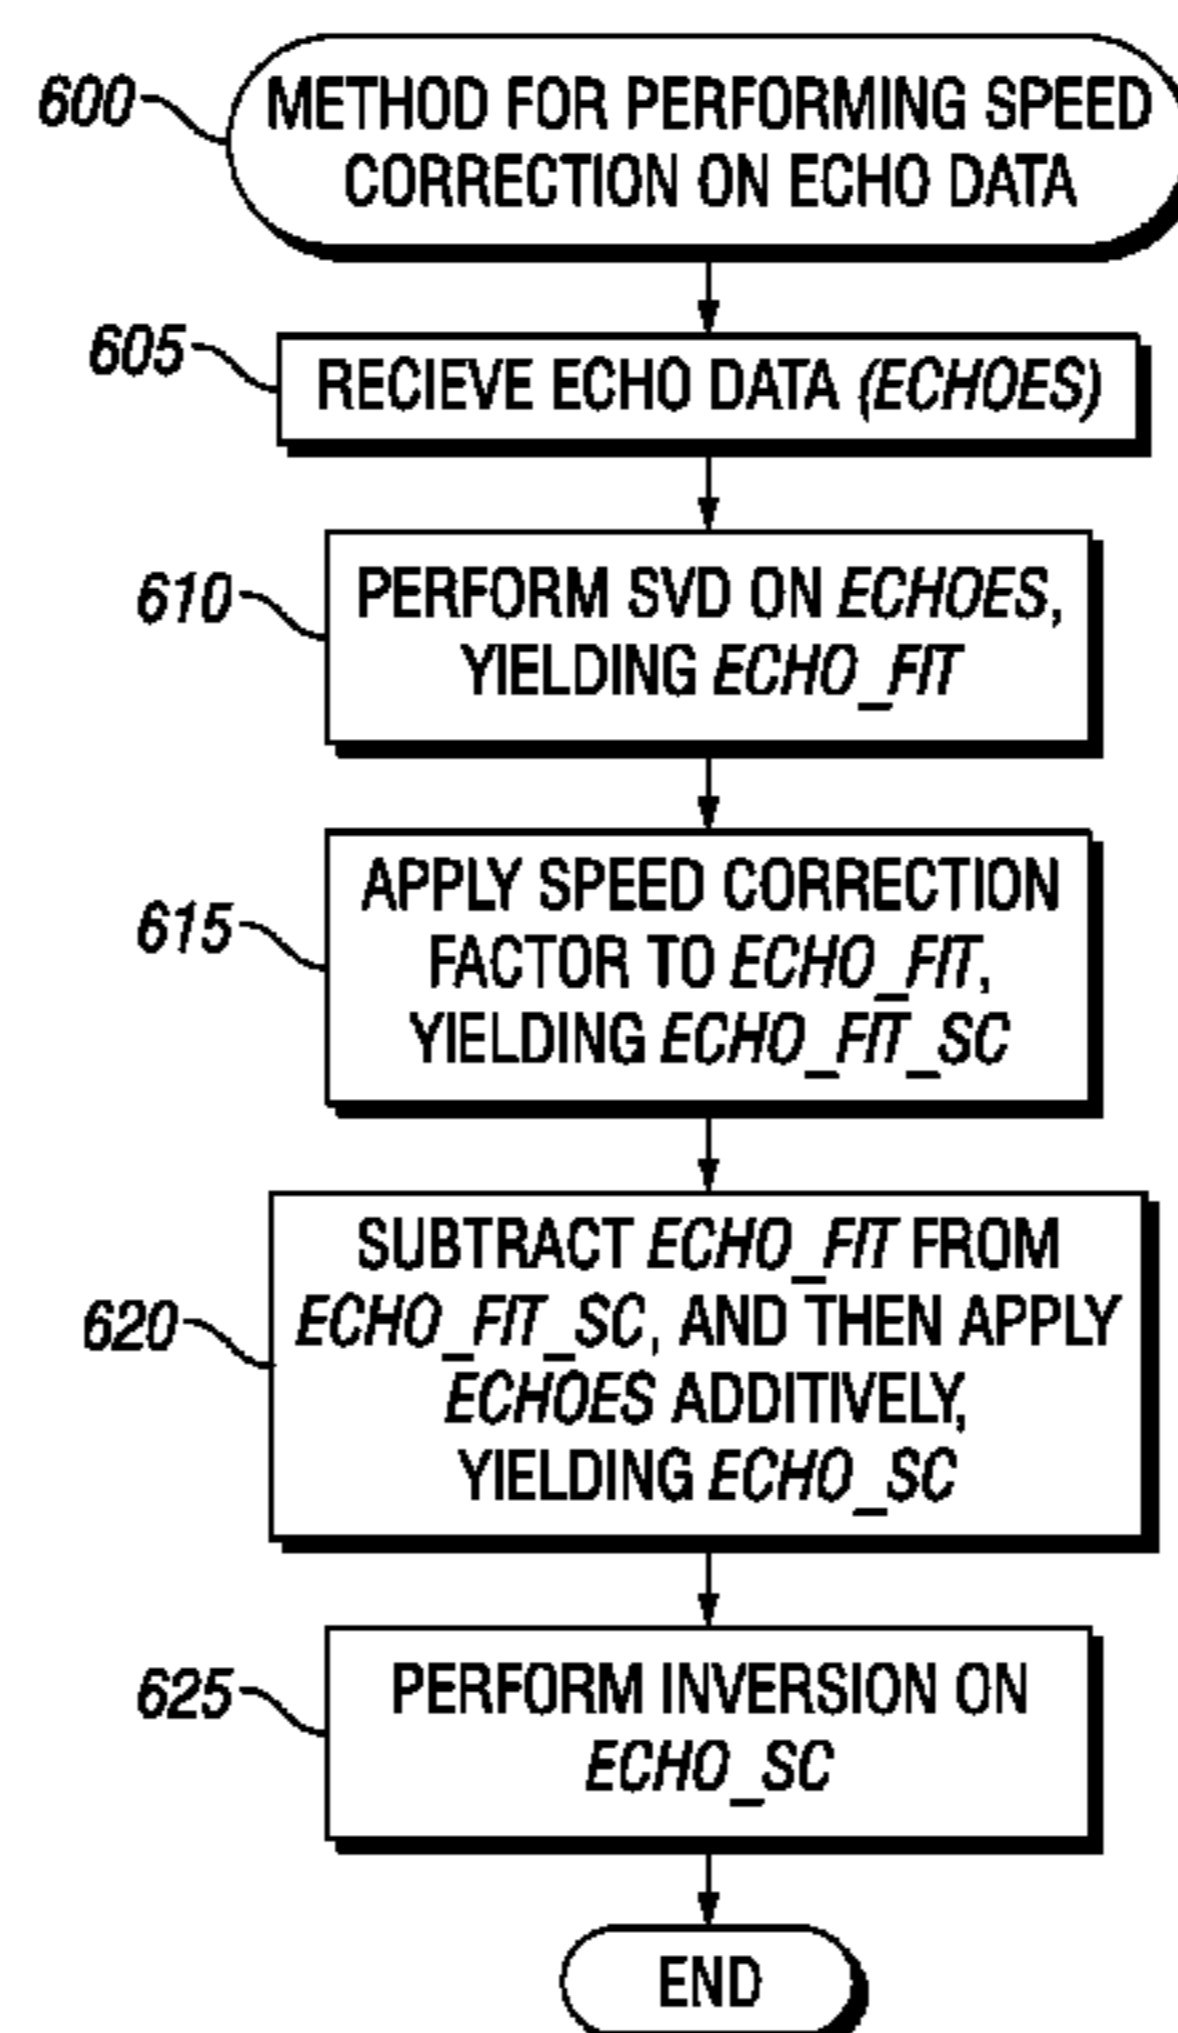 600
METHOD FOR PERFORMING SPEED
CORRECTION ON ECHO DATA
605
RECIEVE ECHO DATA (ECHOES)
610
PERFORM SVD ON ECHOES,
YIELDING ECHO_FIT
615
APPLY SPEED CORRECTION
FACTOR TO ECHO_FIT,
YIELDING ECHO_FIT_SC
620
SUBTRACT ECHO_FIT FROM
ECHO_FIT_SC, AND THEN APPLY
ECHOES ADDITIVELY,
YIELDING ECHO_SC
625
PERFORM INVERSION ON
ECHO_SC
END